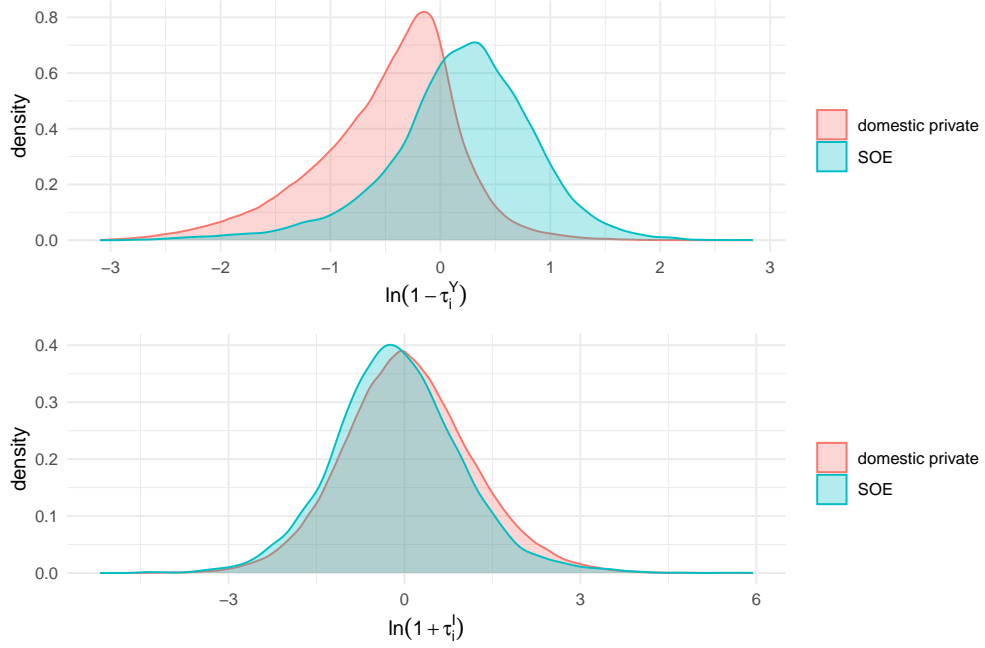 0.8
0.6
0.4
0.2
0.0
density
−3 −2 −1 0 1 2 3
ln(1 − τᵢʸ)
domestic private
SOE
0.4
0.3
0.2
0.1
0.0
density
−3 0 3 6
ln(1 + τᵢᴵ)
domestic private
SOE